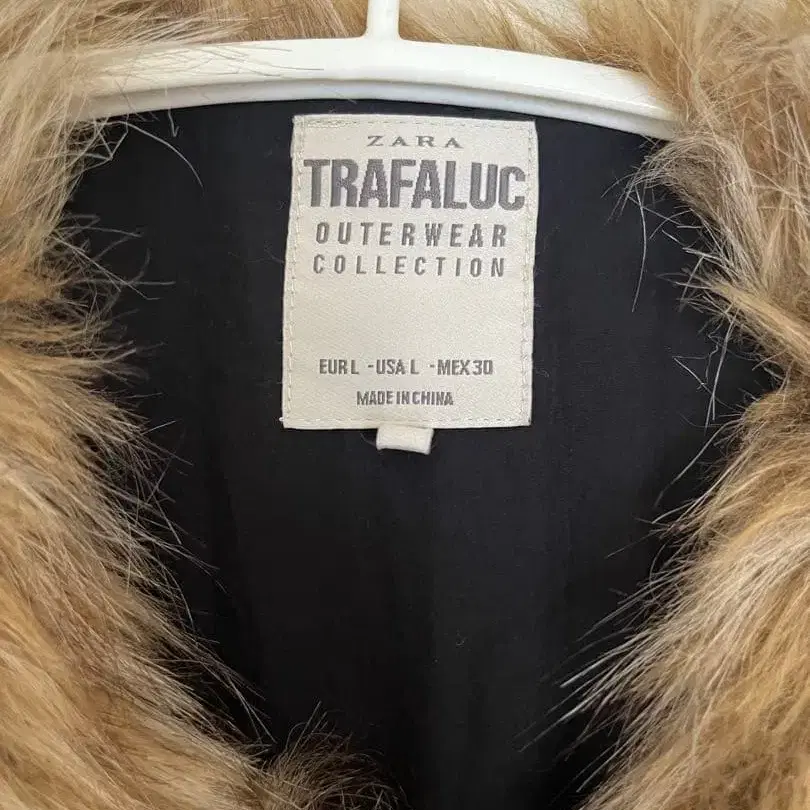 ZARA
TRAFALUC
OUTERWEAR
COLLECTION
EUR L - USA L - MEX 30
MADE IN CHINA